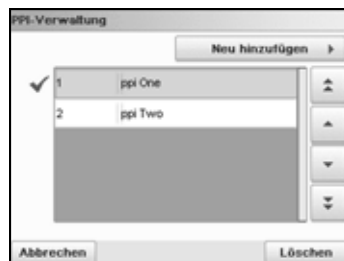 PPI-Verwaltung
Neu hinzufügen
1 ppi One
2 ppi Two
Abbrechen Löschen